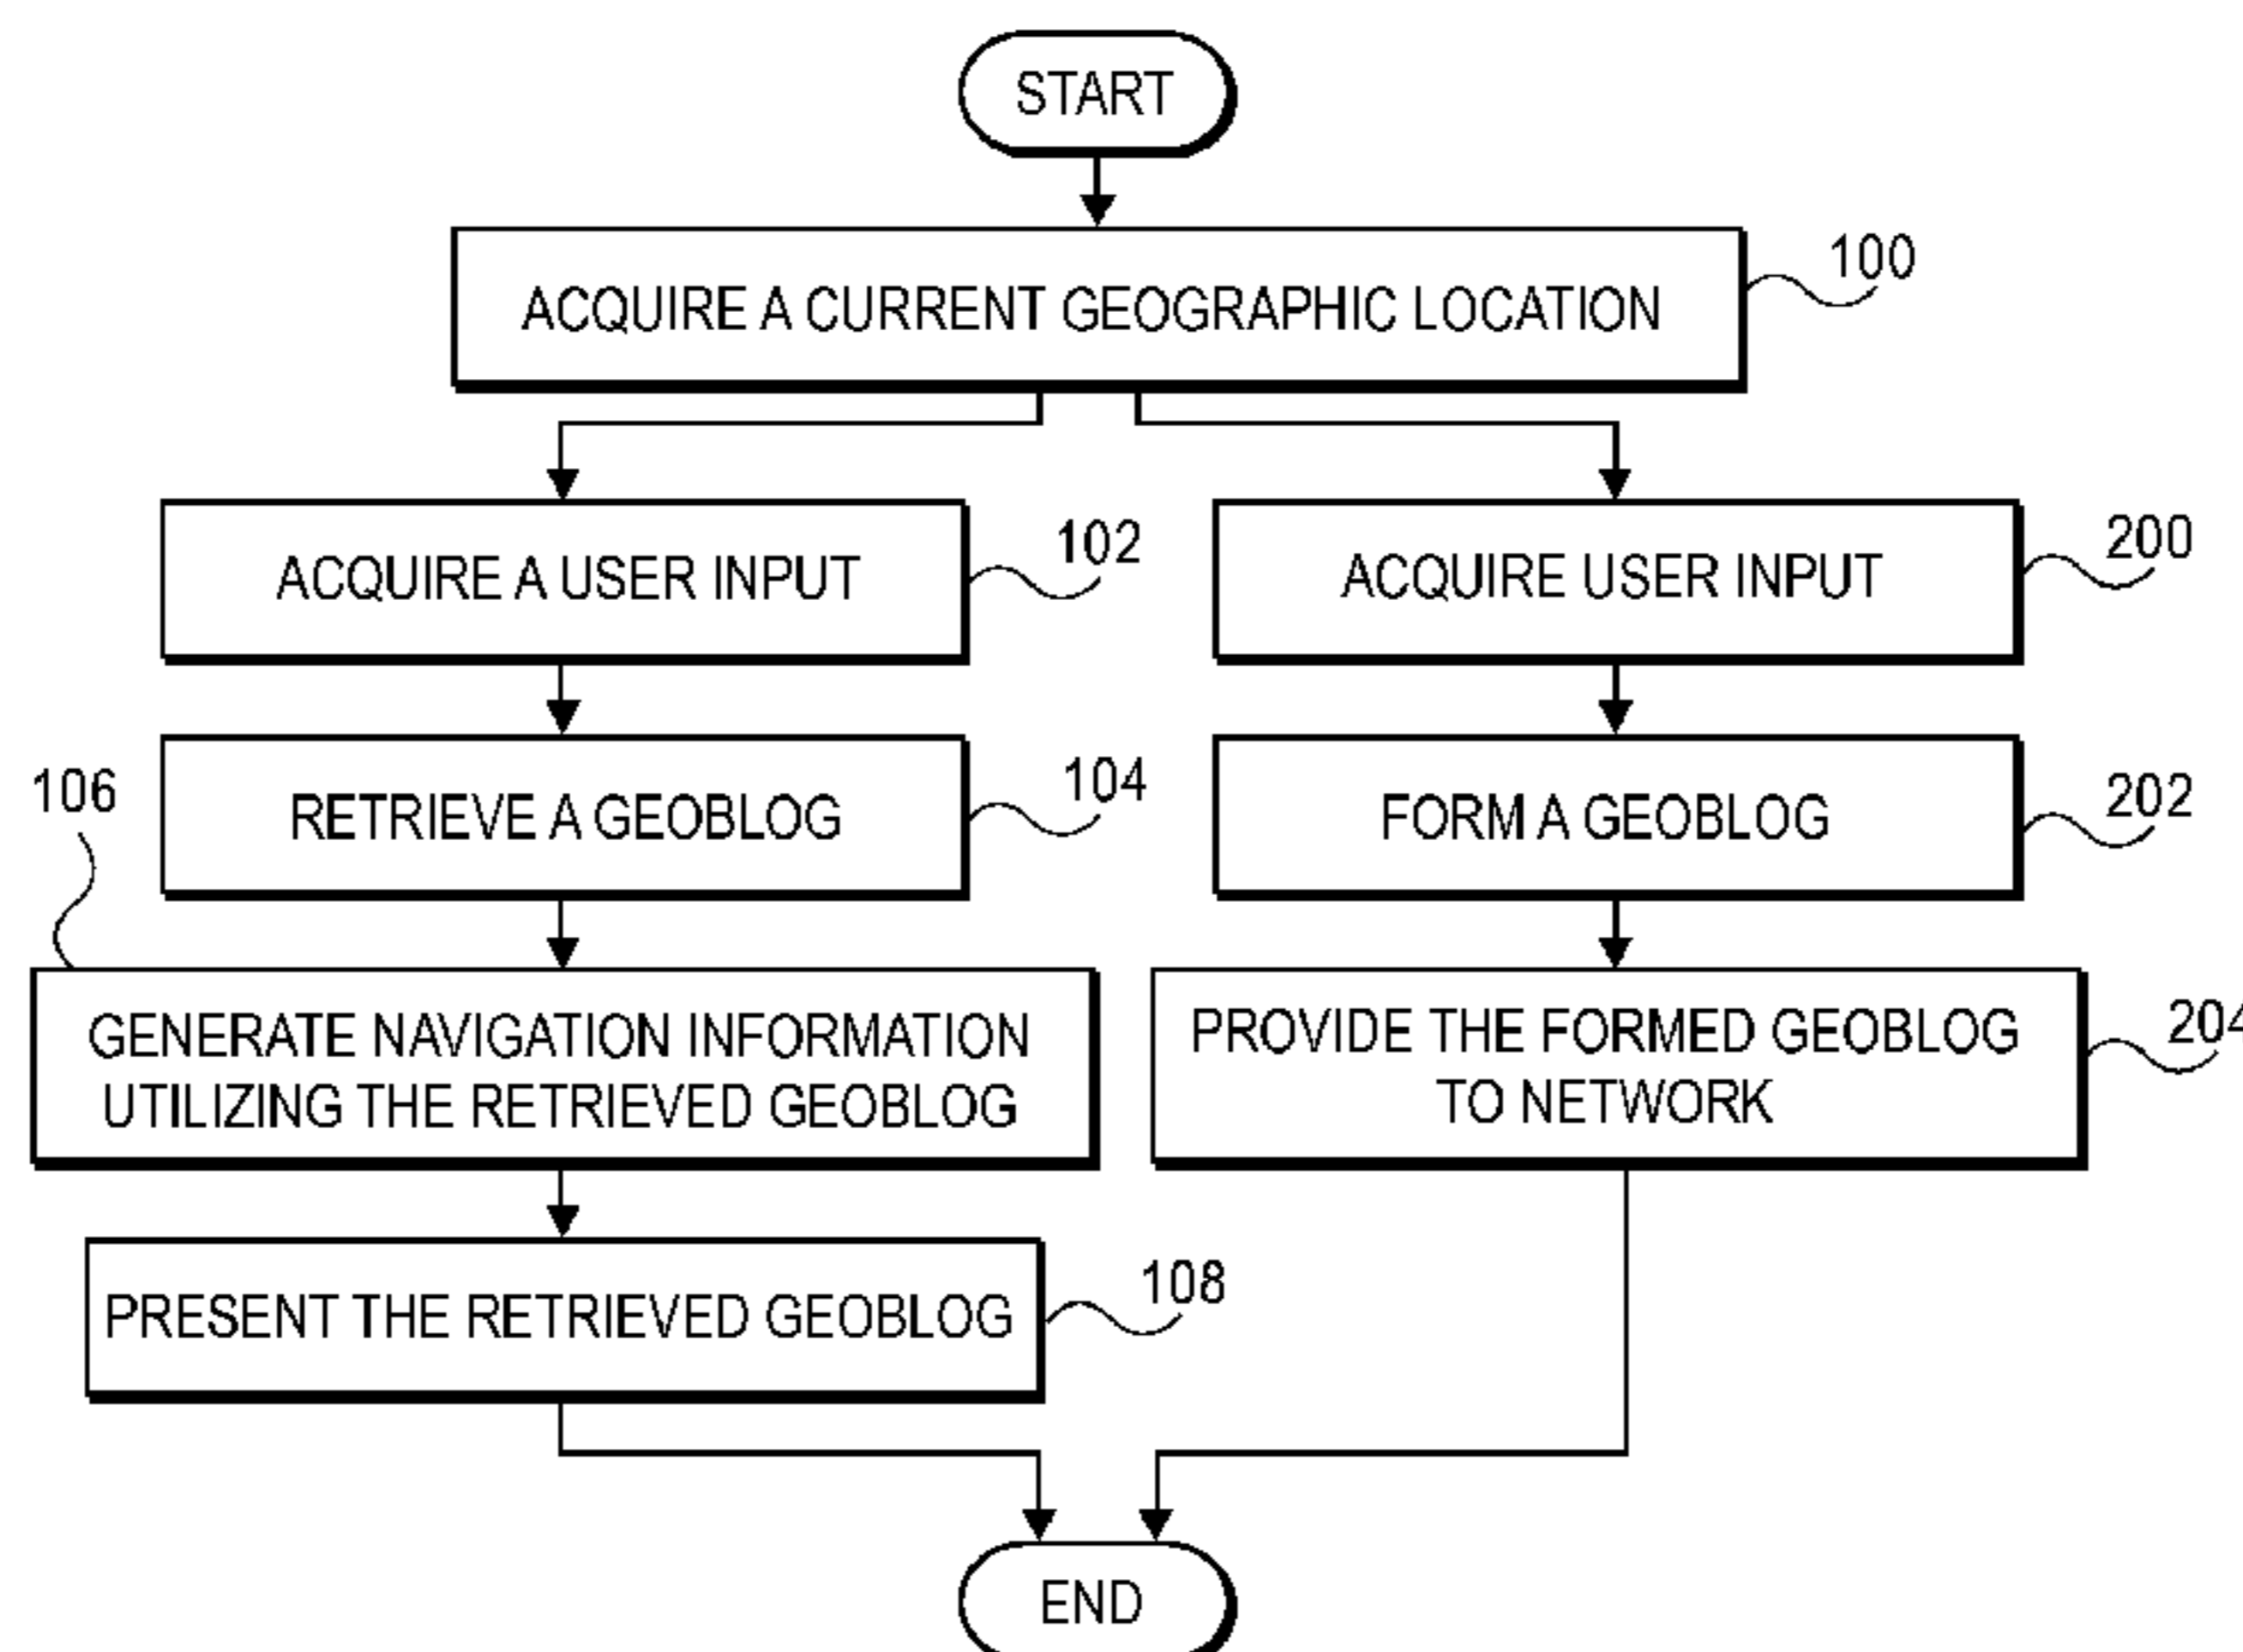 START
ACQUIRE A CURRENT GEOGRAPHIC LOCATION
100
ACQUIRE A USER INPUT
102
ACQUIRE USER INPUT
200
RETRIEVE A GEOBLOG
104
FORM A GEOBLOG
202
106
GENERATE NAVIGATION INFORMATION
UTILIZING THE RETRIEVED GEOBLOG
PROVIDE THE FORMED GEOBLOG
TO NETWORK
204
PRESENT THE RETRIEVED GEOBLOG
108
END